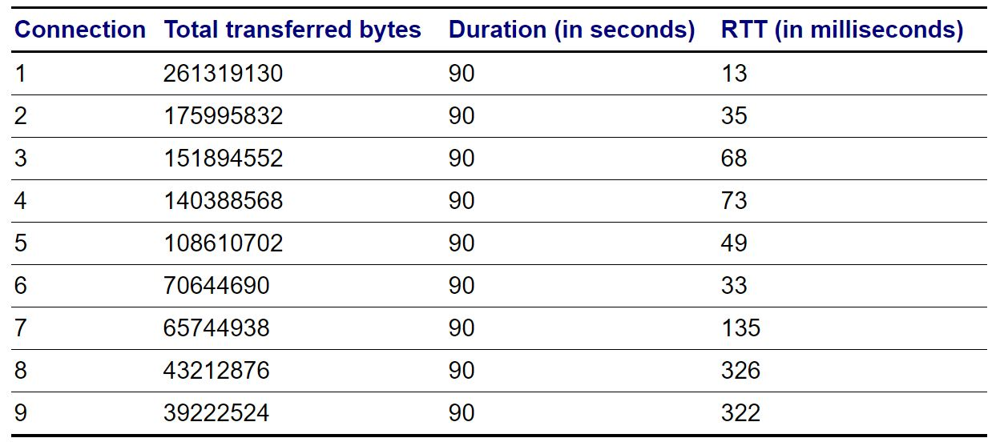 Connection Total transferred bytes Duration (in seconds) RTT (in milliseconds)
1 261319130 90 13
2 175995832 90 35
3 151894552 90 68
4 140388568 90 73
5 108610702 90 49
6 70644690 90 33
7 65744938 90 135
8 43212876 90 326
9 39222524 90 322